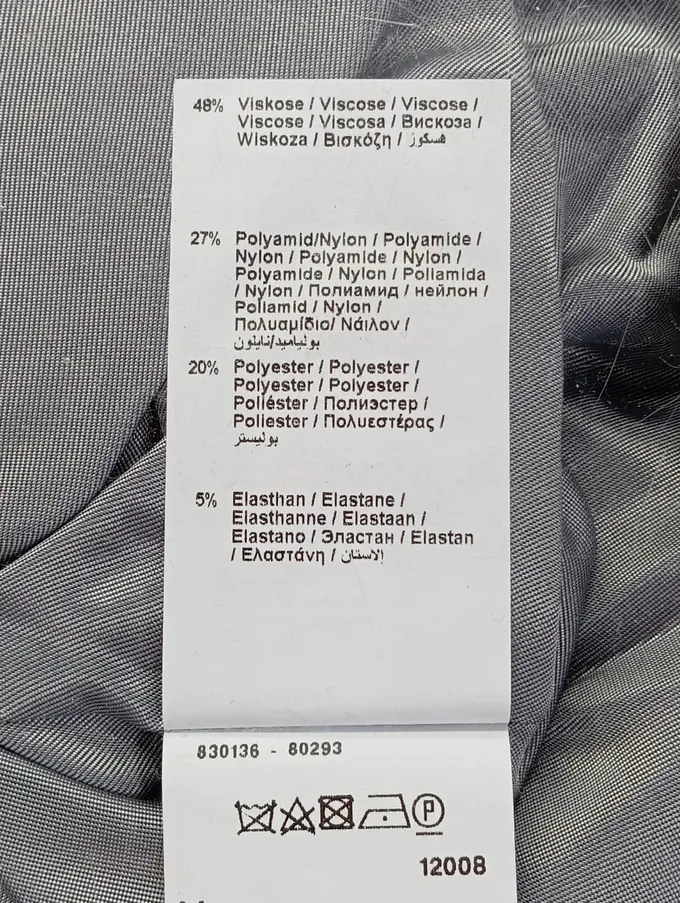 48% Viskose / Viscose / Viscose /
Viscose / Viscosa / Вискоза /
Wiskoza / Βισκόζη / فسكوز
27% Polyamid/Nylon / Polyamide /
Nylon / Polyamide / Nylon /
Polyamide / Nylon / Poliamida
/ Nylon / Полиамид / нейлон /
Poliamid / Nylon /
Πολυαμίδιο/ Νάιλον /
بوليامید/نايلون
20% Polyester / Polyester /
Polyester / Polyester /
Poliéster / Полиэстер /
Poliester / Πολυεστέρας /
بوليستر
5% Elasthan / Elastane /
Elasthanne / Elastaan /
Elastano / Эластан / Elastan
/ Ελαστάνη / الاستان
830136 - 80293
P
12008